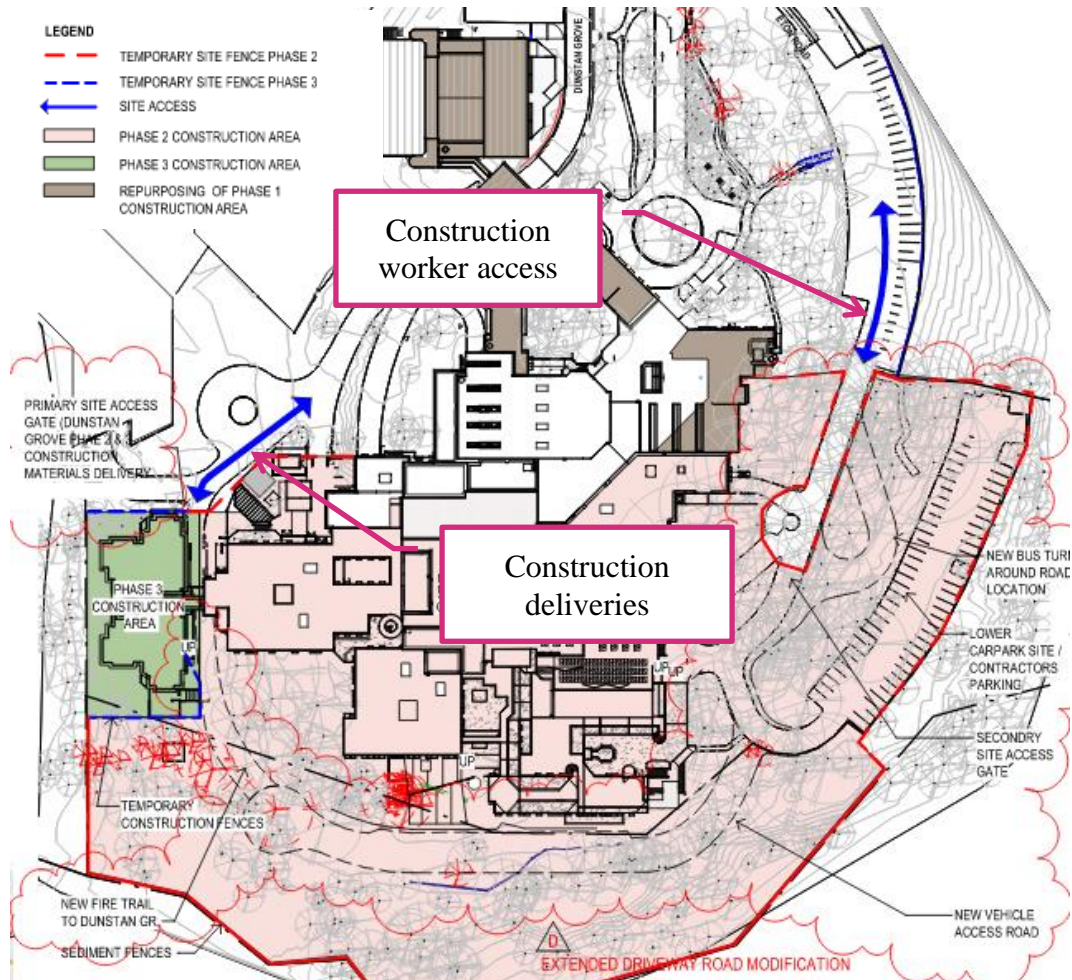 LEGEND
TEMPORARY SITE FENCE PHASE 2
TEMPORARY SITE FENCE PHASE 3
SITE ACCESS
PHASE 2 CONSTRUCTION AREA
PHASE 3 CONSTRUCTION AREA
REPURPOSING OF PHASE 1
CONSTRUCTION AREA
DUNSTAN GROVE
Construction
worker access
PRIMARY SITE ACCESS
GATE (DUNSTAN
GROVE PHAE 2 &
CONSTRUCTION
MATERIALS DELIVERY
Construction
deliveries
PHASE 3
CONSTRUCTION
AREA
UP
NEW BUS TURN
AROUND ROAD
LOCATION
LOWER
CARPARK SITE /
CONTRACTORS
PARKING
UP
UP
SECONDRY
SITE ACCESS
GATE
UP
TEMPORARY
CONSTRUCTION FENCES
NEW FIRE TRAIL
TO DUNSTAN GR.
SEDIMENT FENCES
NEW VEHICLE
ACCESS ROAD
D
EXTENDED DRIVEWAY ROAD MODIFICATION